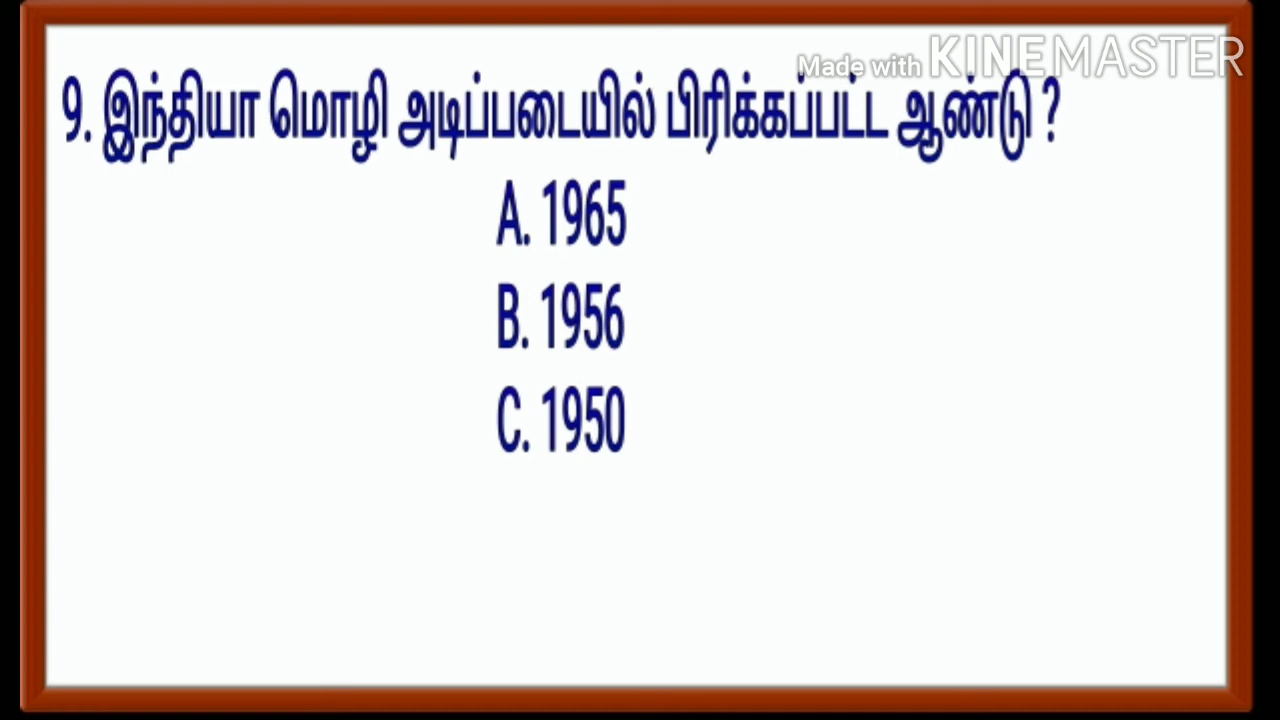 Made with KINEMASTER
9. இந்தியா மொழி அடிப்படையில் பிரிக்கப்பட்ட ஆண்டு ?
A. 1965
B. 1956
C. 1950